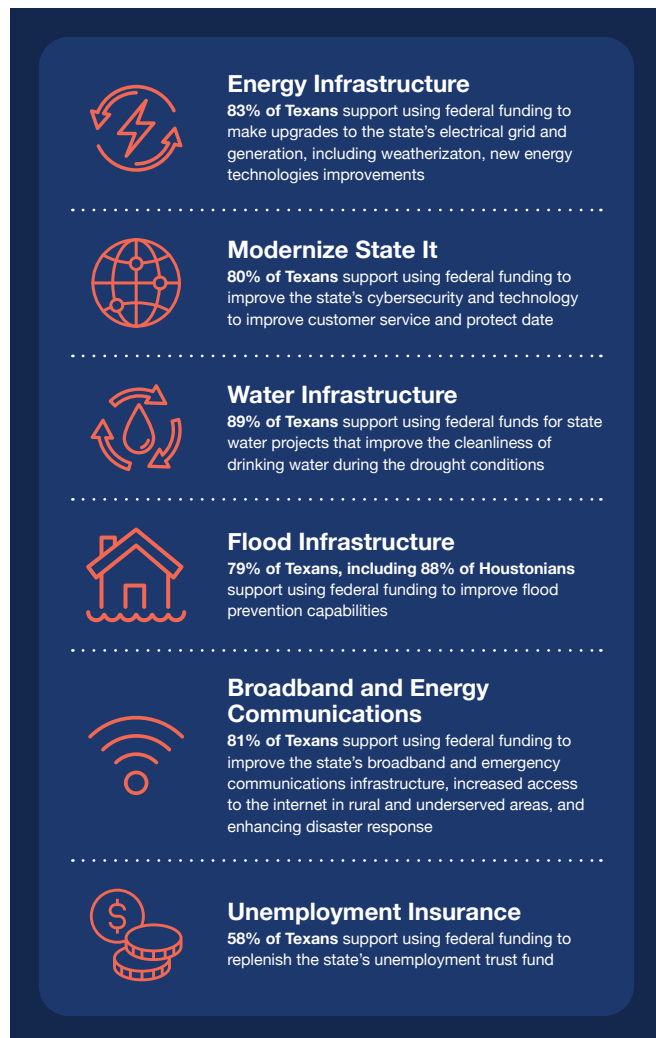 Energy Infrastructure
83% of Texans support using federal funding to
make upgrades to the state’s electrical grid and
generation, including weatherizaton, new energy
technologies improvements
Modernize State It
80% of Texans support using federal funding to
improve the state’s cybersecurity and technology
to improve customer service and protect date
Water Infrastructure
89% of Texans support using federal funds for state
water projects that improve the cleanliness of
drinking water during the drought conditions
Flood Infrastructure
79% of Texans, including 88% of Houstonians
support using federal funding to improve flood
prevention capabilities
Broadband and Energy
Communications
81% of Texans support using federal funding to
improve the state’s broadband and emergency
communications infrastructure, increased access
to the internet in rural and underserved areas, and
enhancing disaster response
$
Unemployment Insurance
58% of Texans support using federal funding to
replenish the state’s unemployment trust fund